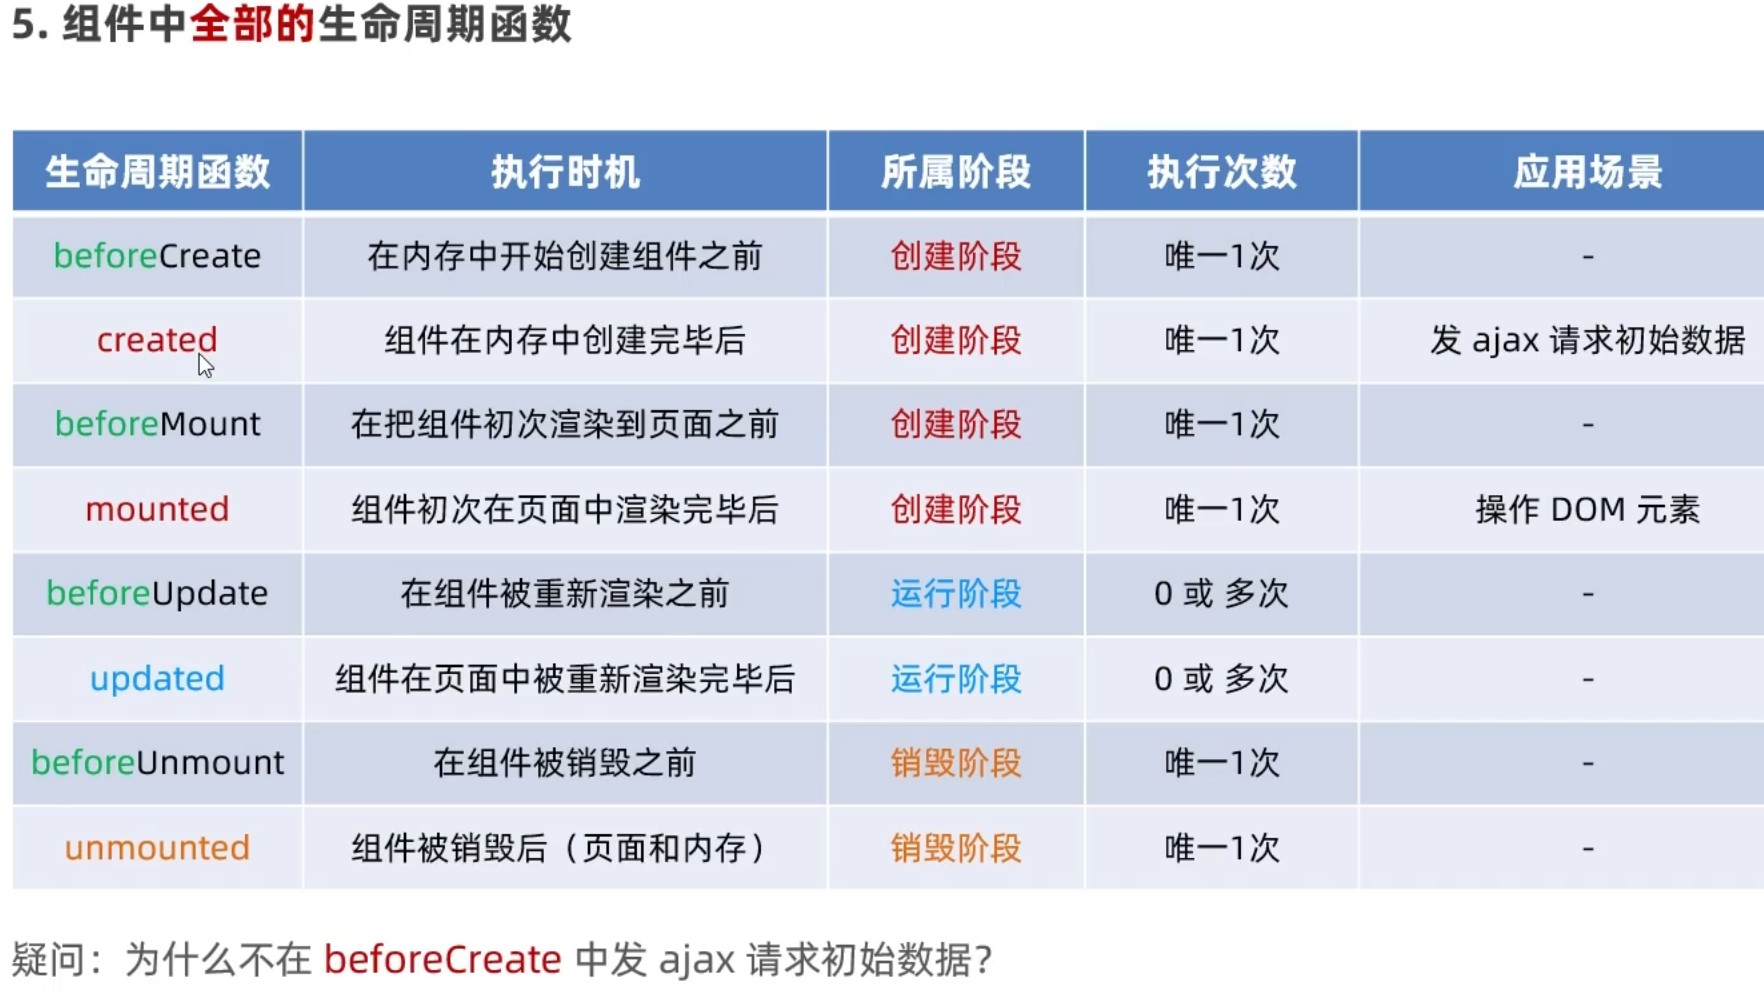 5. 组件中全部的生命周期函数
生命周期函数 执行时机 所属阶段 执行次数 应用场景
beforeCreate 在内存中开始创建组件之前 创建阶段 唯一1次 -
created 组件在内存中创建完毕后 创建阶段 唯一1次 发 ajax 请求初始数据
beforeMount 在把组件初次渲染到页面之前 创建阶段 唯一1次 -
mounted 组件初次在页面中渲染完毕后 创建阶段 唯一1次 操作 DOM 元素
beforeUpdate 在组件被重新渲染之前 运行阶段 0 或 多次 -
updated 组件在页面中被重新渲染完毕后 运行阶段 0 或 多次 -
beforeUnmount 在组件被销毁之前 销毁阶段 唯一1次 -
unmounted 组件被销毁后（页面和内存） 销毁阶段 唯一1次 -
疑问：为什么不在 beforeCreate 中发 ajax 请求初始数据?